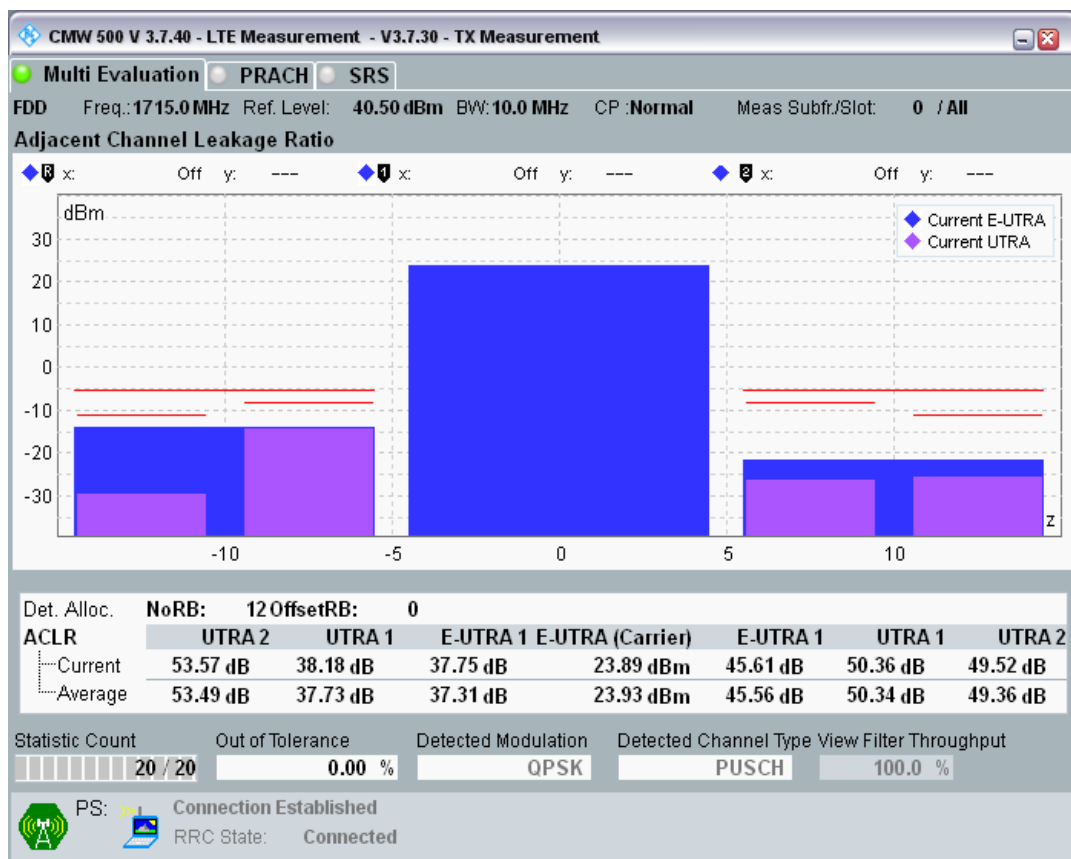 CMW 500 V 3.7.40 - LTE Measurement - V3.7.30 - TX Measurement
Multi Evaluation PRACH SRS
FDD Freq.:1715.0 MHz Ref. Level: 40.50 dBm BW:10.0 MHz CP :Normal Meas Subfr./Slot: 0 / All
Adjacent Channel Leakage Ratio
R x: Off y: --- 1 x: Off y: --- 2 x: Off y: ---
dBm
Current E-UTRA
Current UTRA
30
20
10
0
-10
-20
-30
z
-10 -5 0 5 10
Det. Alloc. NoRB: 12 OffsetRB: 0
ACLR UTRA 2 UTRA 1 E-UTRA 1 E-UTRA (Carrier) E-UTRA 1 UTRA 1 UTRA 2
Current 53.57 dB 38.18 dB 37.75 dB 23.89 dBm 45.61 dB 50.36 dB 49.52 dB
Average 53.49 dB 37.73 dB 37.31 dB 23.93 dBm 45.56 dB 50.34 dB 49.36 dB
Statistic Count Out of Tolerance Detected Modulation Detected Channel Type View Filter Throughput
20 / 20 0.00 % QPSK PUSCH 100.0 %
PS: Connection Established
RRC State: Connected